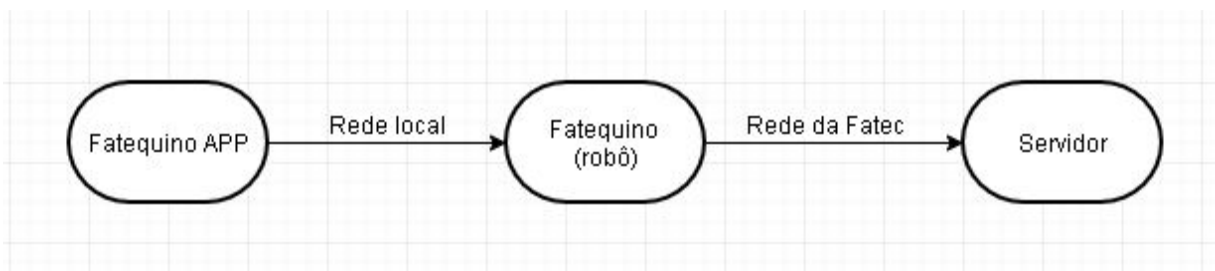 Fatequino APP
Rede local
Fatequino
(robô)
Rede da Fatec
Servidor